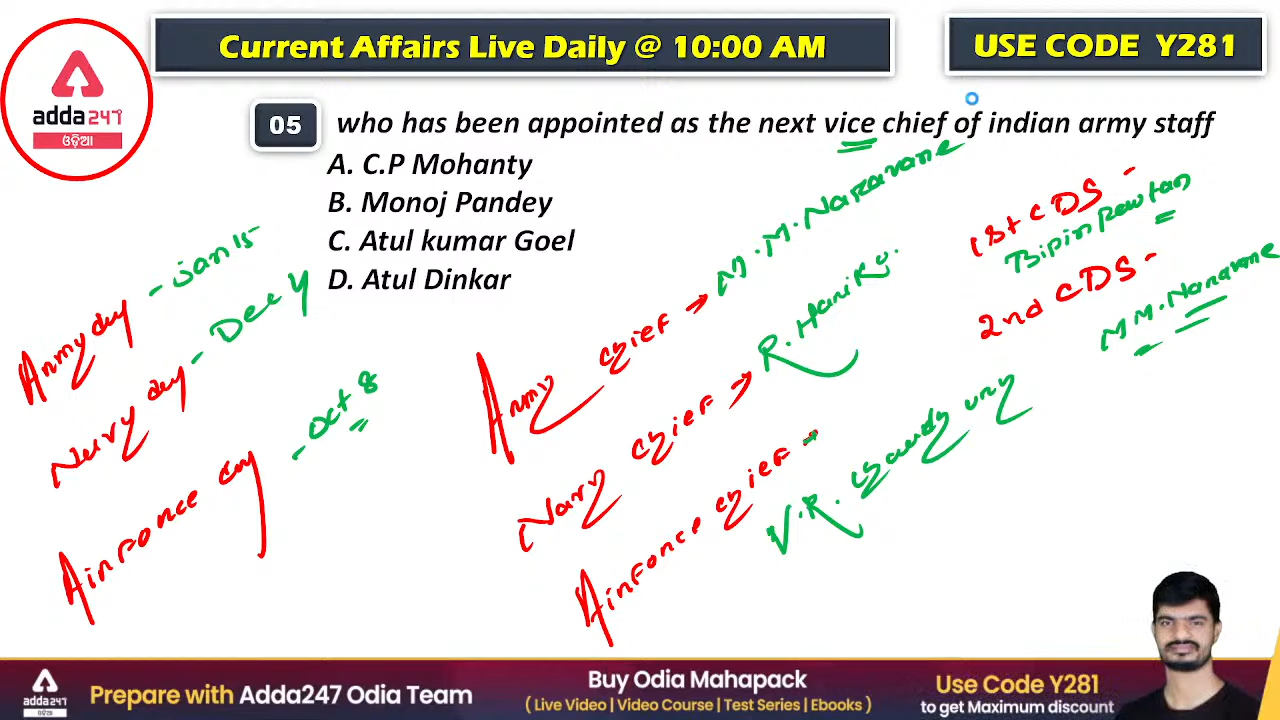 Current Affairs Live Daily @ 10:00 AM
USE CODE Y281
adda247
ଓଡ଼ିଆ
05 who has been appointed as the next vice chief of indian army staff
A. C.P Mohanty
B. Monoj Pandey
C. Atul kumar Goel
D. Atul Dinkar
Army day - Jan 15
Navy day - Dec 4
Airforce day - Oct 8
Army chief → M.M. Naravane
Navy chief → R. Hari Ku.
Airforce chief → V.R. Chaudy ury
1st CDS -
Bipin Rawtan
2nd CDS -
M M. Naravane
adda247
ଓଡ଼ିଆ
Prepare with Adda247 Odia Team
Buy Odia Mahapack
( Live Video | Video Course | Test Series | Ebooks )
Use Code Y281
to get Maximum discount